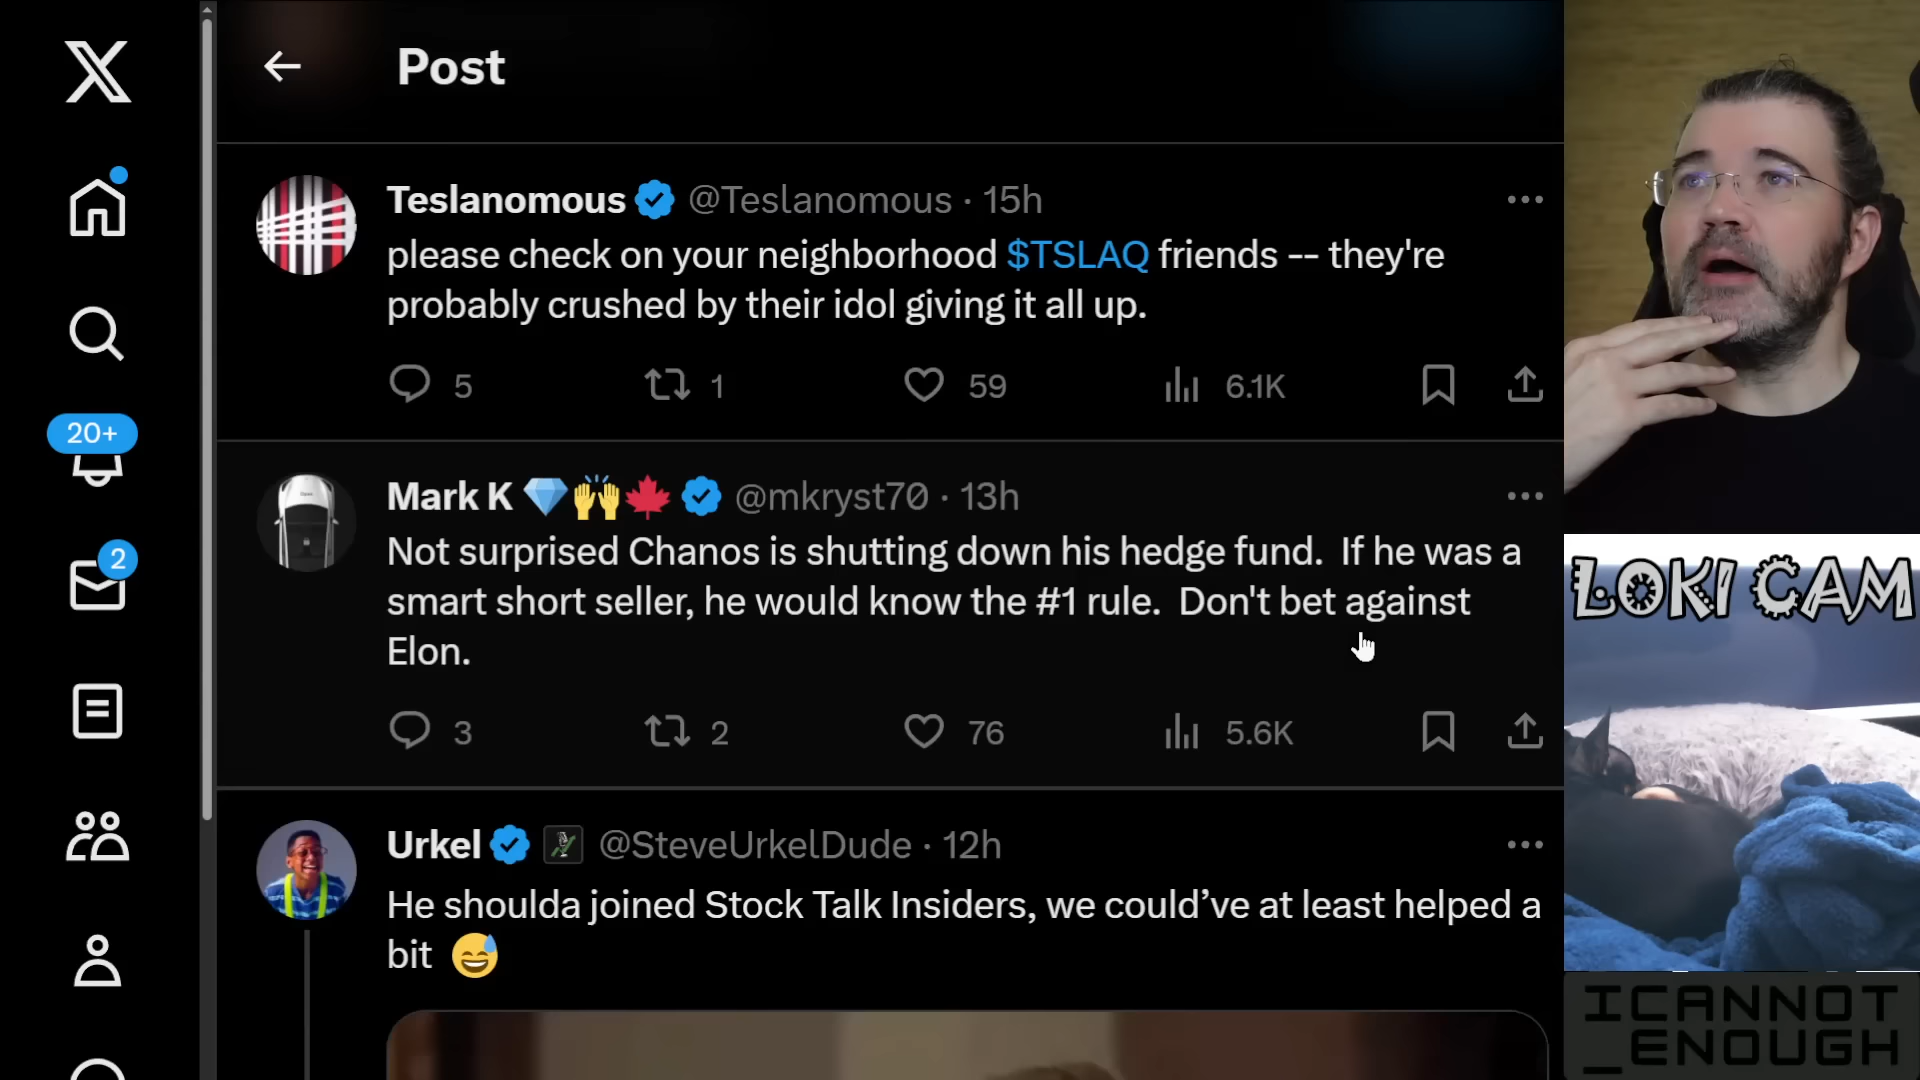 Post
Teslanomous @Teslanomous · 15h
please check on your neighborhood $TSLAQ friends -- they're
probably crushed by their idol giving it all up.
5 1 59 6.1K
20+
Mark K 💎🙌🍁 @mkryst70 · 13h
Not surprised Chanos is shutting down his hedge fund.  If he was a
smart short seller, he would know the #1 rule.  Don't bet against
Elon.
2
3 2 76 5.6K
Urkel @SteveUrkelDude · 12h
He shoulda joined Stock Talk Insiders, we could’ve at least helped a
bit 😅
LOKI CAM
ICANNOT
_ENOUGH